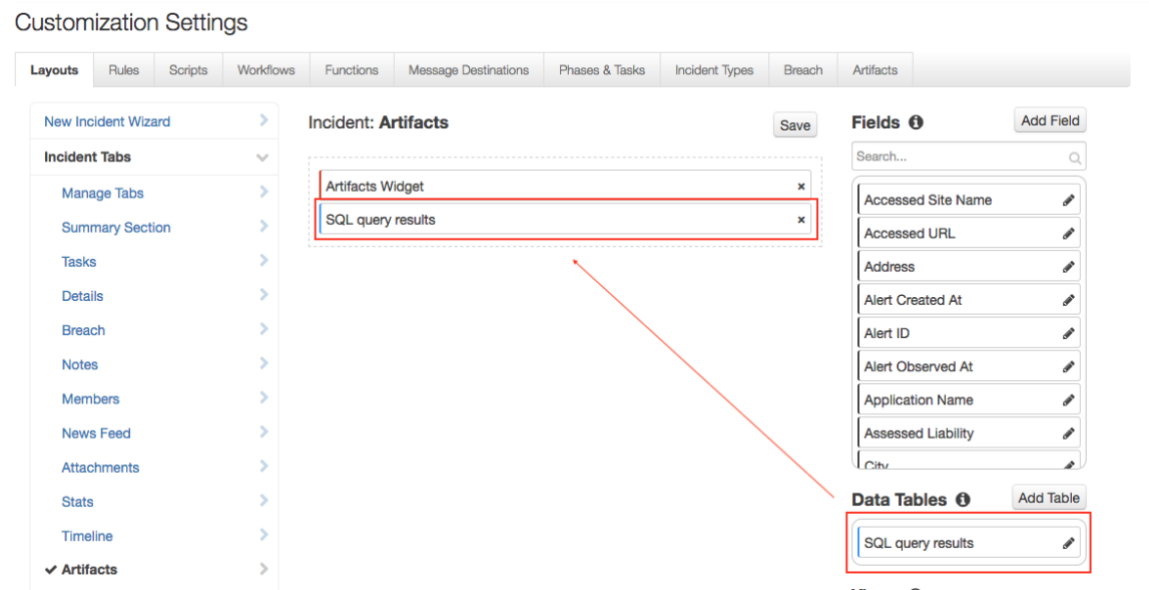 Customization Settings
Layouts Rules Scripts Workflows Functions Message Destinations Phases & Tasks Incident Types Breach Artifacts
New Incident Wizard
Incident Tabs
Manage Tabs
Summary Section
Tasks
Details
Breach
Notes
Members
News Feed
Attachments
Stats
Timeline
Artifacts
Incident: Artifacts
Save
Artifacts Widget
SQL query results
Fields
Add Field
Search...
Accessed Site Name
Accessed URL
Address
Alert Created At
Alert ID
Alert Observed At
Application Name
Assessed Liability
City
Data Tables
Add Table
SQL query results